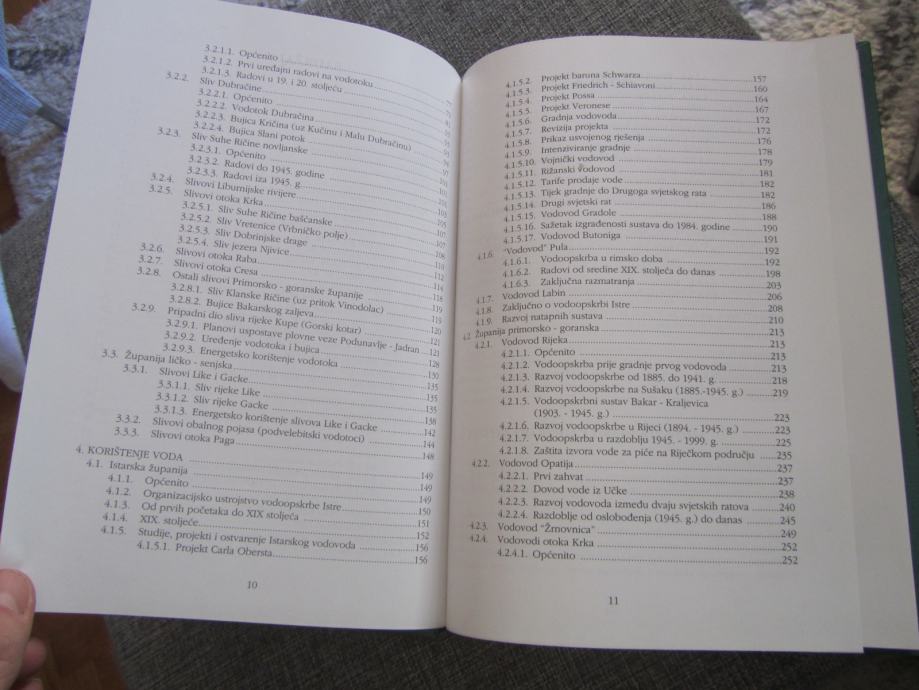 3.2.1.1. Općenito
3.2.1.2. Prvi uređajni radovi na vodotoku
3.2.1.3. Radovi u 19. i 20. stoljeću
3.2.2. Sliv Dubračine
3.2.2.1. Općenito
3.2.2.2. Vodotok Dubračina
3.2.2.3. Bujica Kričina (uz Kučinu i Malu Dubračinu)
3.2.2.4. Bujica Slani potok
3.2.3. Sliv Suhe Ričine novljanske
3.2.3.1. Općenito
3.2.3.2. Radovi do 1945. godine
3.2.3.3. Radovi iza 1945. g.
3.2.4. Slivovi Liburnijske rivijere
3.2.5. Slivovi otoka Krka
3.2.5.1. Sliv Suhe Ričine baščanske
3.2.5.2. Sliv Vretenice (Vrbničko polje)
3.2.5.3. Sliv Dobrinjske drage
3.2.5.4. Sliv jezera Njivice
3.2.6. Slivovi otoka Raba
3.2.7. Slivovi otoka Cresa
3.2.8. Ostali slivovi Primorsko - goranske županije
3.2.8.1. Sliv Klanske Ričine (uz pritok Vinodolac)
3.2.8.2. Bujice Bakarskog zaljeva
3.2.9. Pripadni dio sliva rijeke Kupe (Gorski kotar) 120
3.2.9.1. Planovi uspostave plovne veze Podunavlje - Jadran 121
3.2.9.2. Uređenje vodotoka i bujica 128
3.2.9.3. Energetsko korištenje vodotoka 130
3.3. Županija ličko - senjska 135
3.3.1. Slivovi Like i Gacke 135
3.3.1.1. Sliv rijeke Like 135
3.3.1.2. Sliv rijeke Gacke 138
3.3.1.3. Energetsko korištenje slivova Like i Gacke 142
3.3.2. Slivovi obalnog pojasa (podvelebitski vodotoci) 144
3.3.3. Slivovi otoka Paga 148
4. KORIŠTENJE VODA 149
4.1. Istarska županija 149
4.1.1. Općenito 149
4.1.2. Organizacijsko ustrojstvo vodoopskrbe Istre 150
4.1.3. Od prvih početaka do XIX stoljeća 151
4.1.4. XIX. stoljeće 152
4.1.5. Studije, projekti i ostvarenje Istarskog vodovoda 156
4.1.5.1. Projekt Carla Obersta 156
10
4.1.5.2. Projekt baruna Schwarza 157
4.1.5.3. Projekt Friedrich - Schiavoni 160
4.1.5.4. Projekt Possa 164
4.1.5.5. Projekt Veronese 167
4.1.5.6. Gradnja vodovoda 172
4.1.5.7. Revizija projekta 172
4.1.5.8. Prikaz usvojenog rješenja 176
4.1.5.9. Intenziviranje gradnje 178
4.1.5.10. Vojnički vodovod 179
4.1.5.11. Rižanski vodovod 181
4.1.5.12. Tarife prodaje vode 182
4.1.5.13. Tijek gradnje do Drugoga svjetskog rata 182
4.1.5.14. Drugi svjetski rat 186
4.1.5.15. Vodovod Gradole 188
4.1.5.16. Sažetak izgrađenosti sustava do 1984. godine 190
4.1.5.17. Vodovod Butoniga 191
4.1.6. "Vodovod" Pula 192
4.1.6.1. Vodoopskrba u rimsko doba 192
4.1.6.2. Radovi od sredine XIX. stoljeća do danas 198
4.1.6.3. Zaključna razmatranja 203
4.1.7. Vodovod Labin 206
4.1.8. Zaključno o vodoopskrbi Istre 208
4.1.9. Razvoj natapnih sustava 210
4.2. Županija primorsko - goranska 213
4.2.1. Vodovod Rijeka 213
4.2.1.1. Općenito 213
4.2.1.2. Vodoopskrba prije gradnje prvog vodovoda 213
4.2.1.3. Razvoj vodoopskrbe od 1885. do 1941. g. 218
4.2.1.4. Razvoj vodoopskrbe na Sušaku (1885.-1945. g.) 219
4.2.1.5. Vodoopskrbni sustav Bakar - Kraljevica
(1903. - 1945. g.) 223
4.2.1.6. Razvoj vodoopskrbe u Rijeci (1894. - 1945. g.) 223
4.2.1.7. Vodoopskrba u razdoblju 1945. - 1999. g. 225
4.2.1.8. Zaštita izvora vode za piće na Riječkom području 235
4.2.2. Vodovod Opatija 237
4.2.2.1. Prvi zahvat 237
4.2.2.2. Dovod vode iz Učke 238
4.2.2.3. Razvoj vodovoda između dvaju svjetskih ratova 240
4.2.2.4. Razdoblje od oslobođenja (1945. g.) do danas 245
4.2.3. Vodovod "Žrnovnica" 249
4.2.4. Vodovodi otoka Krka 252
4.2.4.1. Općenito 252
11